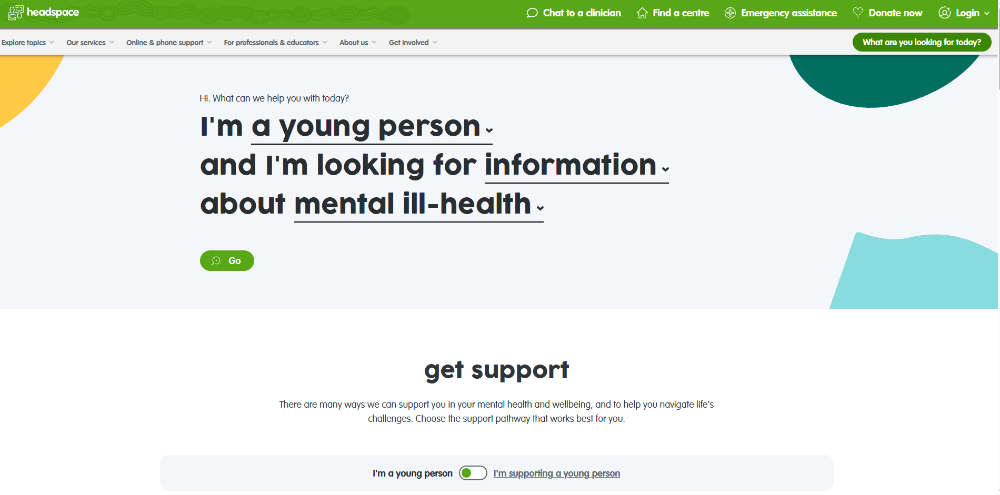 headspace
Chat to a clinician
Find a centre
Emergency assistance
Donate now
Login
Explore topics
Our services
Online & phone support
For professionals & educators
About us
Get involved
What are you looking for today?
Hi. What can we help you with today?
I'm a young person
and I'm looking for information
about mental ill-health
Go
get support
There are many ways we can support you in your mental health and wellbeing, and to help you navigate life's
challenges. Choose the support pathway that works best for you.
I'm a young person
I'm supporting a young person